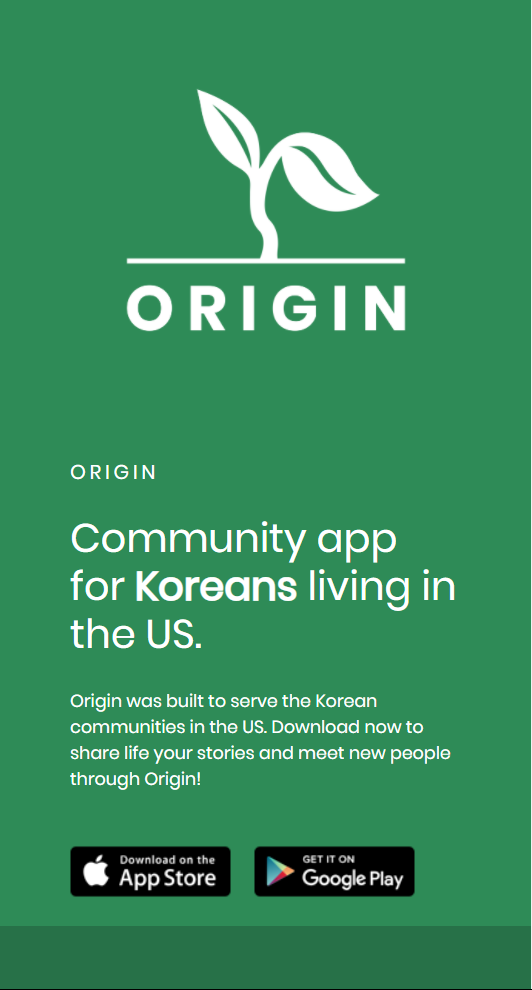 ORIGIN
ORIGIN
Community app
for Koreans living in
the US.
Origin was built to serve the Korean
communities in the US. Download now to
share life your stories and meet new people
through Origin!
Download on the
App Store
GET IT ON
Google Play